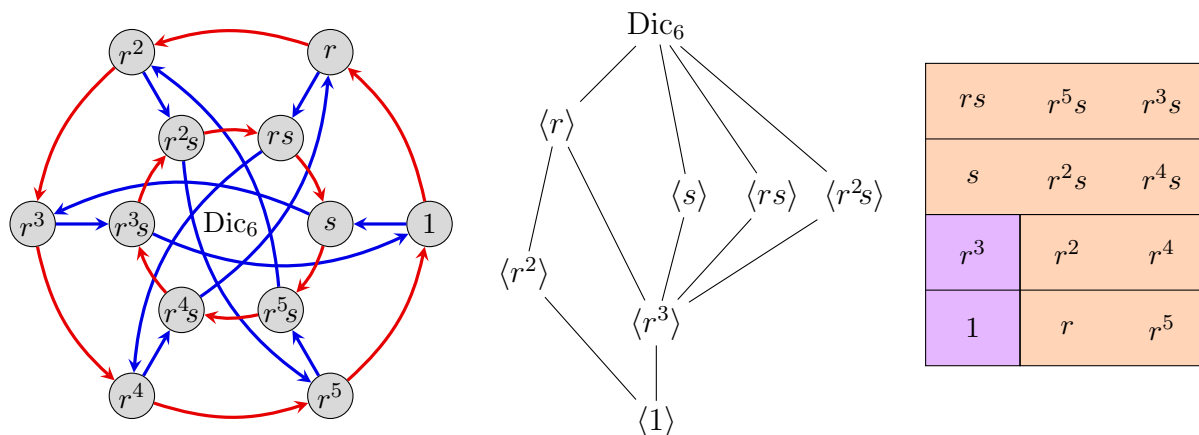 r² r
r²s rs
r³ r³s Dic₆ s 1
r⁴s r⁵s
r⁴ r⁵
Dic₆
⟨r⟩
⟨s⟩ ⟨rs⟩ ⟨r²s⟩
⟨r²⟩
⟨r³⟩
⟨1⟩
rs r⁵s r³s
s r²s r⁴s
r³ r² r⁴
1 r r⁵